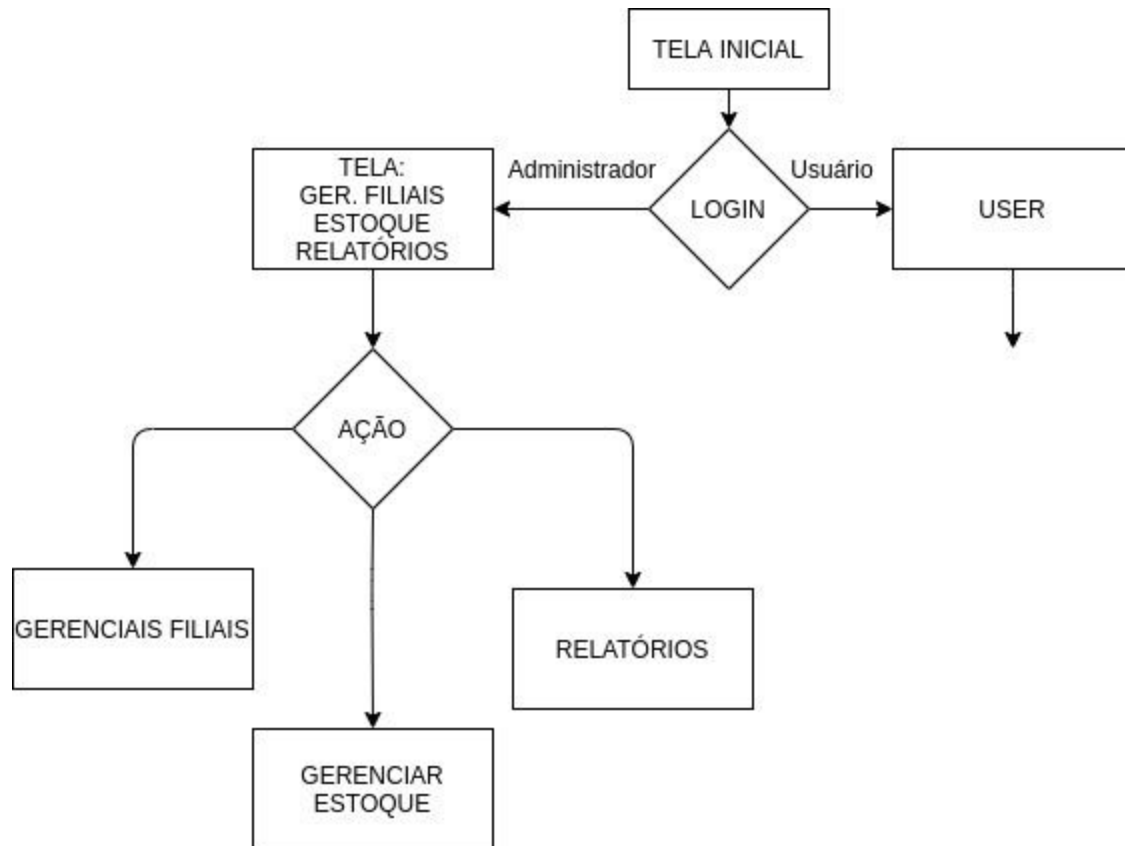 TELA INICIAL
TELA:
GER. FILIAIS
ESTOQUE
RELATÓRIOS
Administrador
LOGIN
Usuário
USER
AÇÃO
GERENCIAIS FILIAIS
RELATÓRIOS
GERENCIAR
ESTOQUE